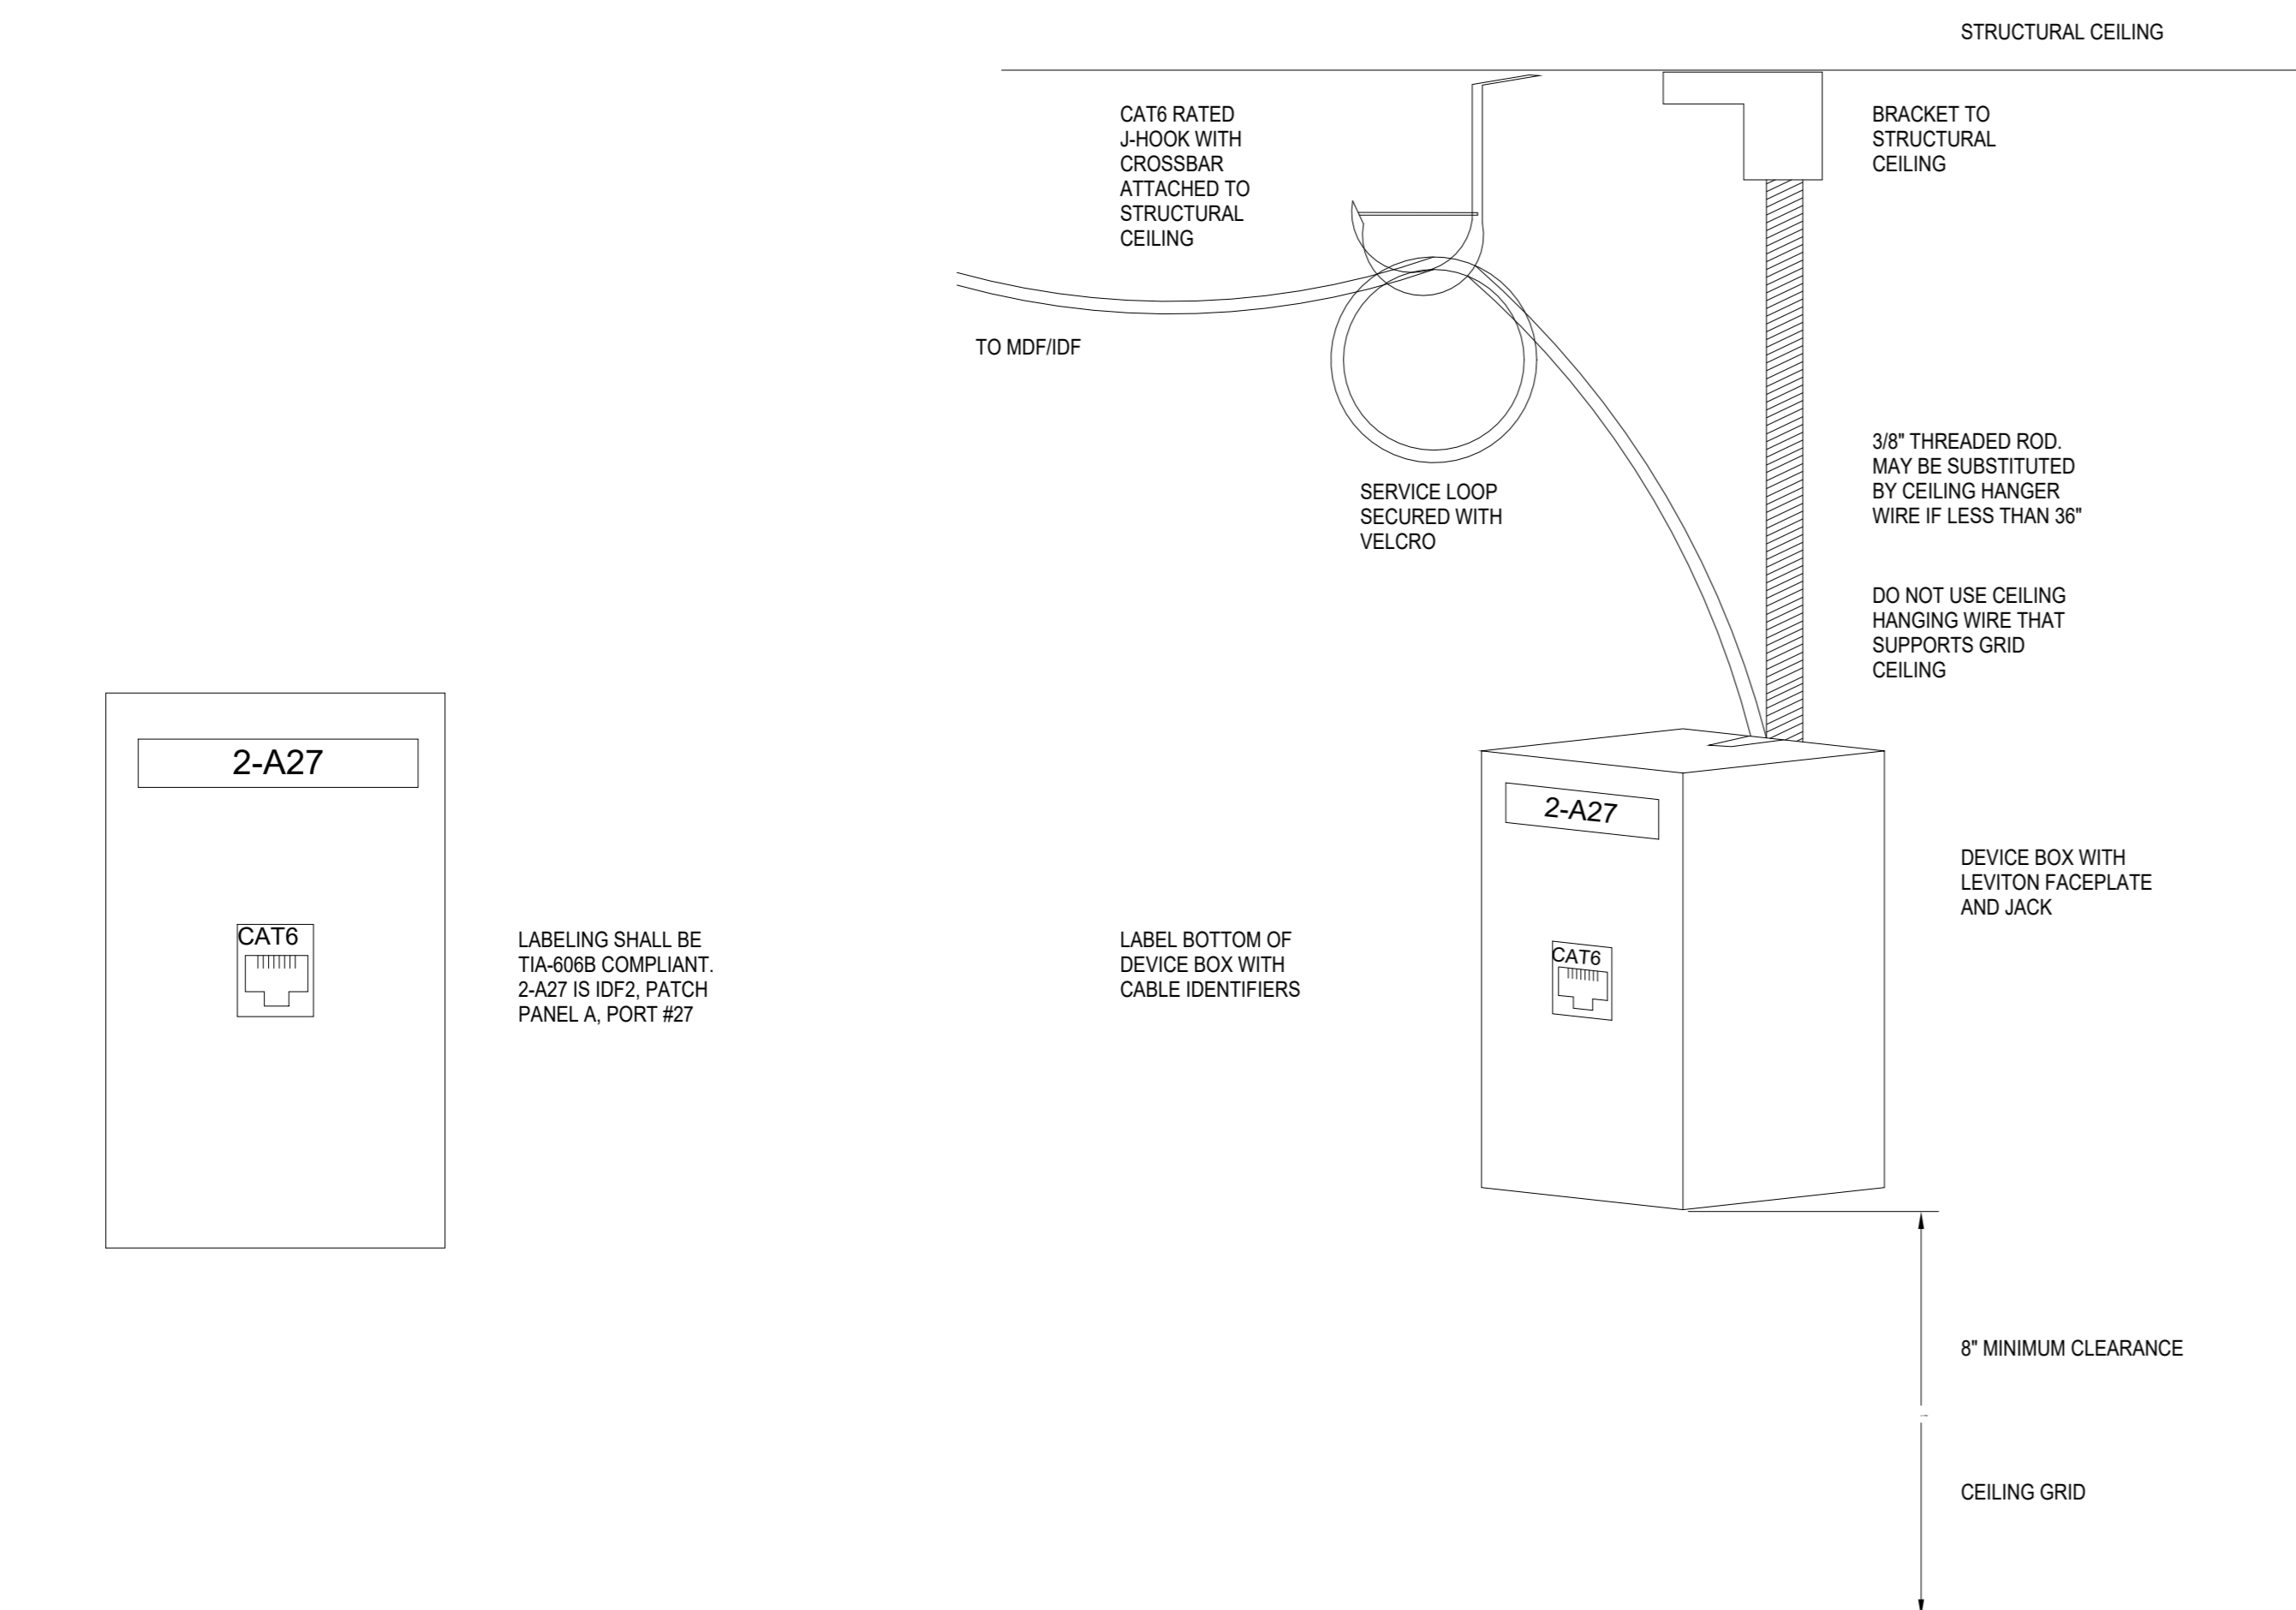 STRUCTURAL CEILING
CAT6 RATED
J-HOOK WITH
CROSSBAR
ATTACHED TO
STRUCTURAL
CEILING
BRACKET TO
STRUCTURAL
CEILING
TO MDF/IDF
SERVICE LOOP
SECURED WITH
VELCRO
3/8" THREADED ROD.
MAY BE SUBSTITUTED
BY CEILING HANGER
WIRE IF LESS THAN 36"
DO NOT USE CEILING
HANGING WIRE THAT
SUPPORTS GRID
CEILING
2-A27
CAT6
LABELING SHALL BE
TIA-606B COMPLIANT.
2-A27 IS IDF2, PATCH
PANEL A, PORT #27
LABEL BOTTOM OF
DEVICE BOX WITH
CABLE IDENTIFIERS
2-A27
CAT6
DEVICE BOX WITH
LEVITON FACEPLATE
AND JACK
8" MINIMUM CLEARANCE
CEILING GRID